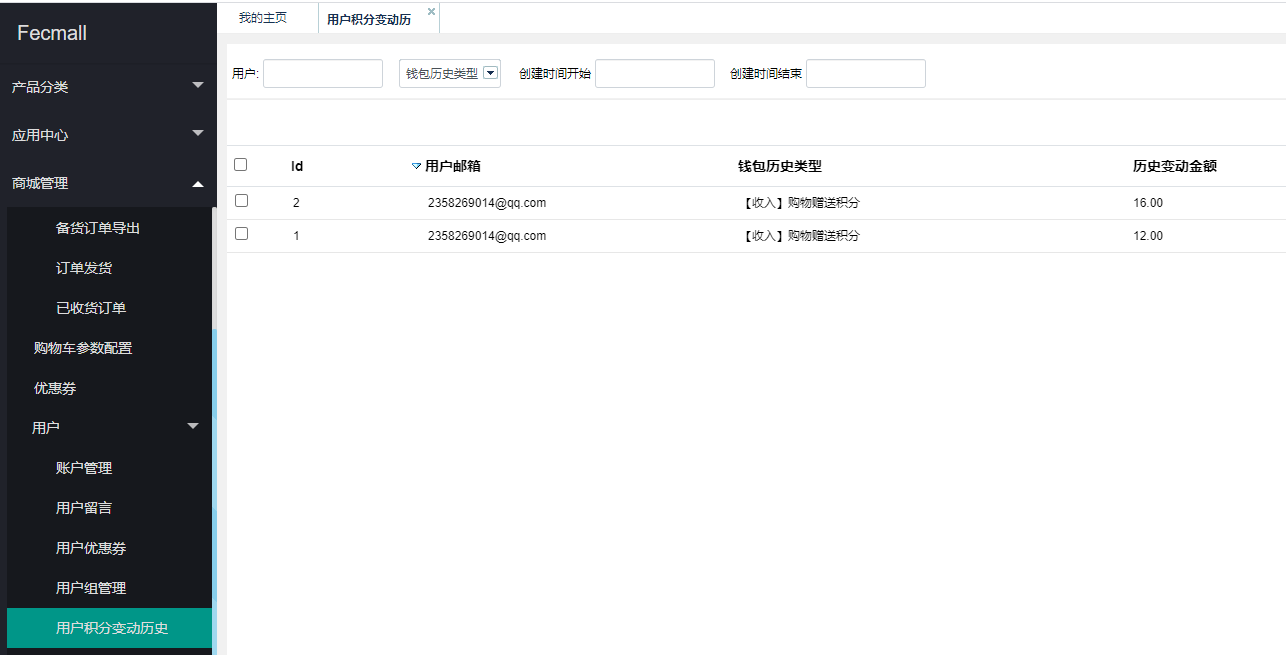 Fecmall
产品分类
应用中心
商城管理
备货订单导出
订单发货
已收货订单
购物车参数配置
优惠券
用户
账户管理
用户留言
用户优惠券
用户组管理
用户积分变动历史
我的主页 用户积分变动历
用户: 钱包历史类型 创建时间开始 创建时间结束
Id 用户邮箱 钱包历史类型 历史变动金额
2 2358269014@qq.com 【收入】购物赠送积分 16.00
1 2358269014@qq.com 【收入】购物赠送积分 12.00